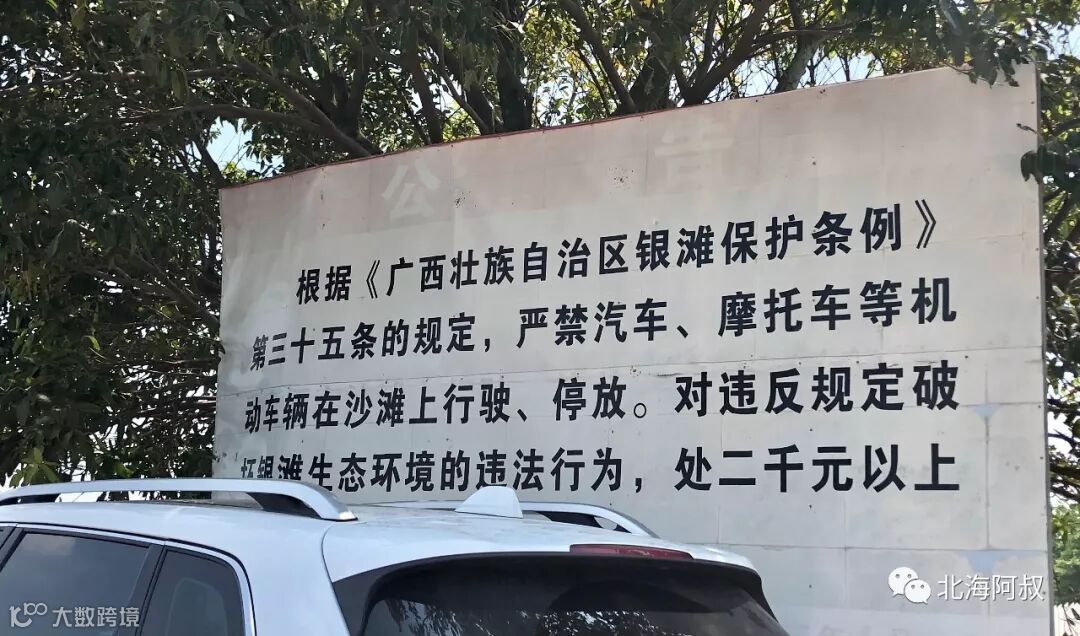 公 告
根据《广西壮族自治区银滩保护条例》
第三十五条的规定，严禁汽车、摩托车等机
动车辆在沙滩上行驶、停放。对违反规定破
坏银滩生态环境的违法行为，处二千元以上
北海阿叔
大数跨境